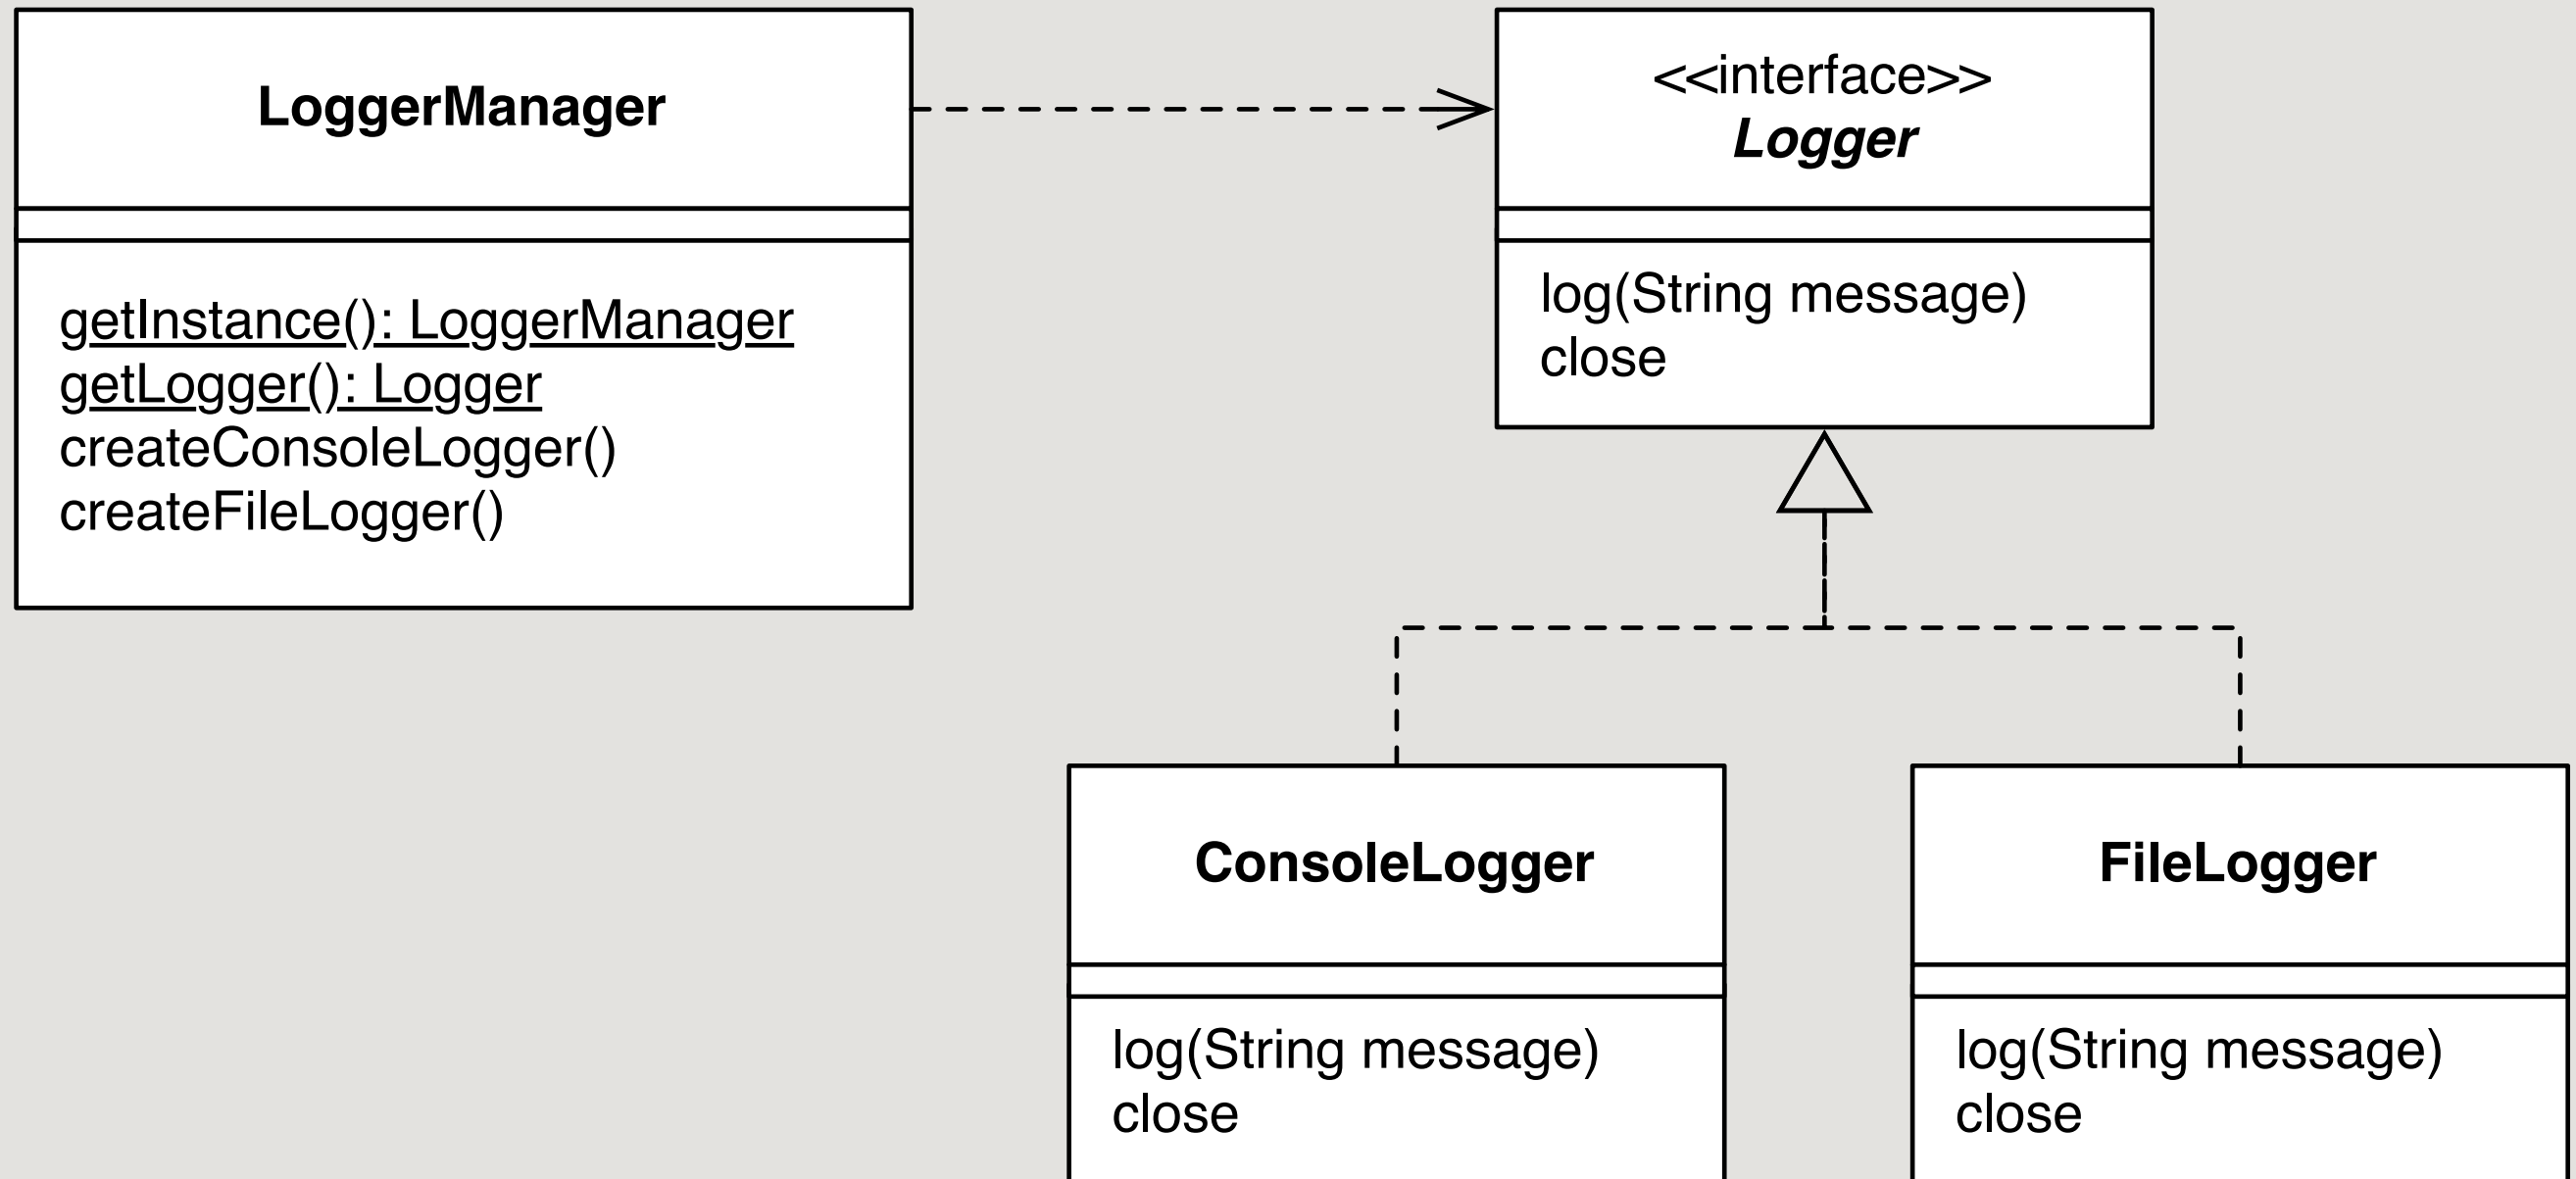 LoggerManager
getInstance(): LoggerManager
getLogger(): Logger
createConsoleLogger()
createFileLogger()
<<interface>>
Logger
log(String message)
close
ConsoleLogger
log(String message)
close
FileLogger
log(String message)
close